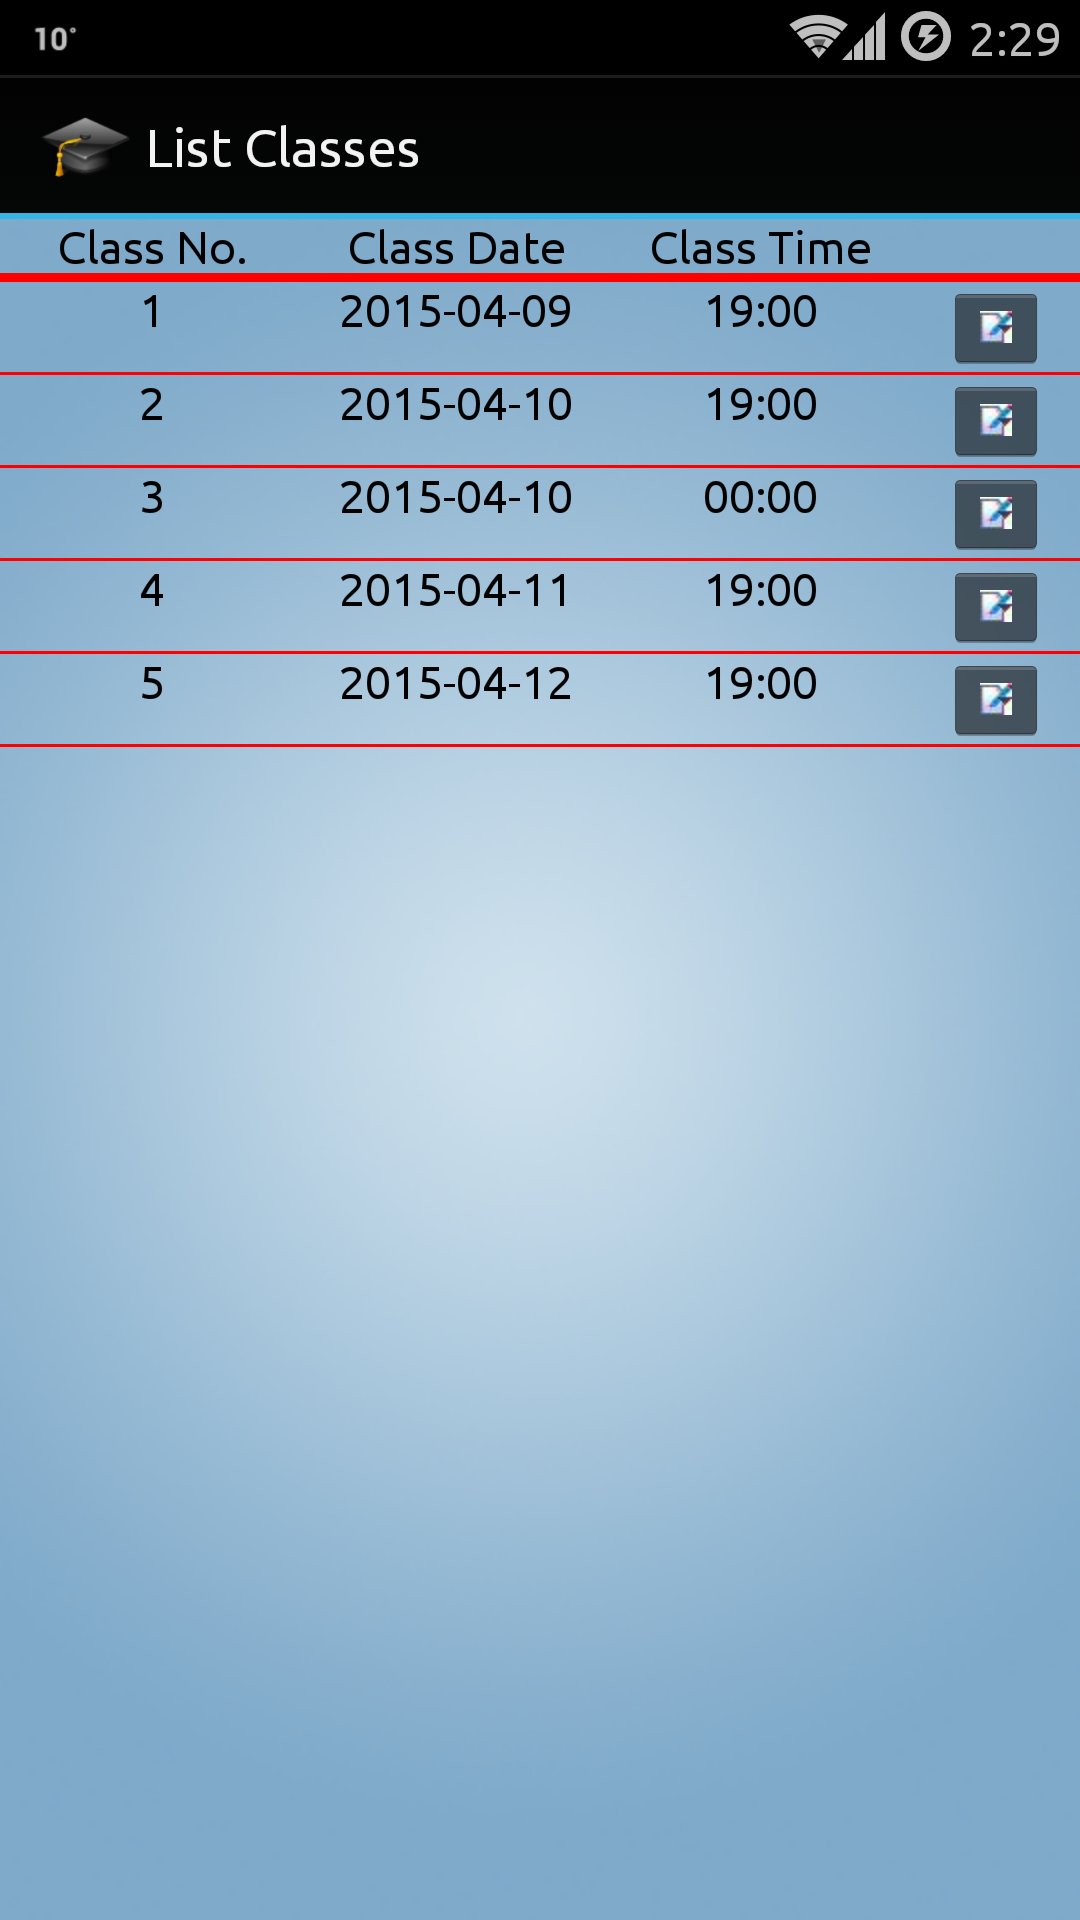 10° 2:29
List Classes
Class No. Class Date Class Time
1 2015-04-09 19:00
2 2015-04-10 19:00
3 2015-04-10 00:00
4 2015-04-11 19:00
5 2015-04-12 19:00